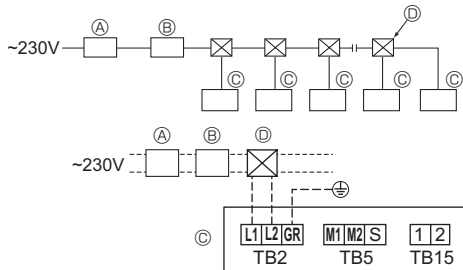 Ⓐ Ⓑ Ⓓ
~230V
Ⓒ Ⓒ Ⓒ Ⓒ Ⓒ
Ⓐ Ⓑ Ⓓ
~230V
Ⓒ L1 L2 GR M1 M2 S 1 2
TB2 TB5 TB15